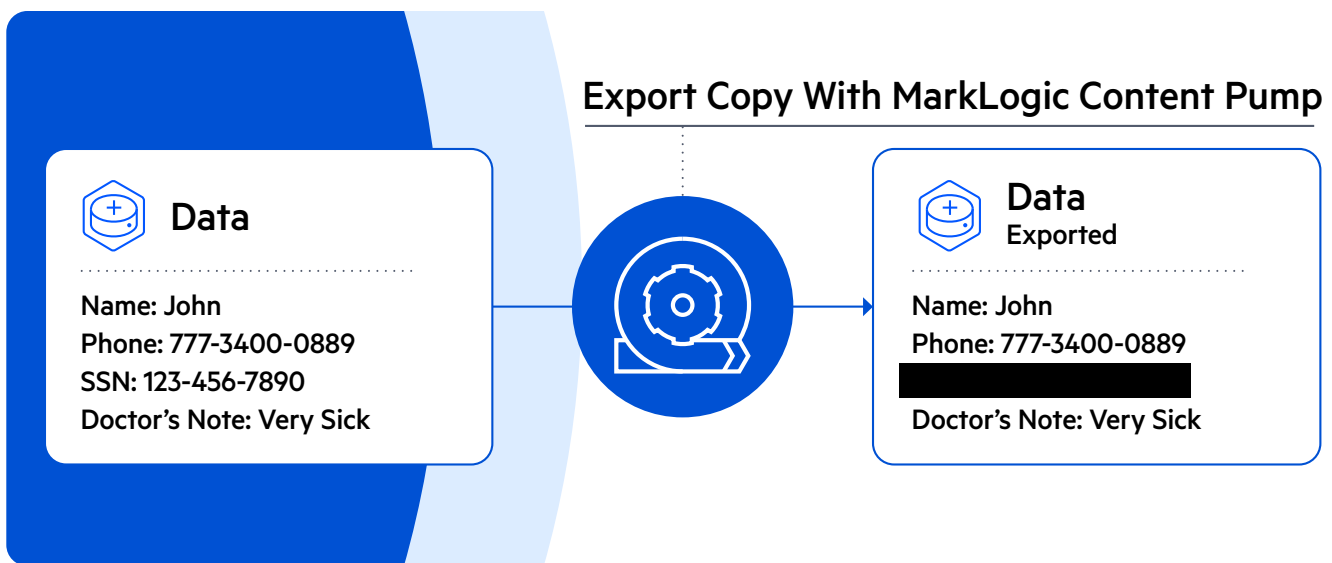 Export Copy With MarkLogic Content Pump
Data
Name: John
Phone: 777-3400-0889
SSN: 123-456-7890
Doctor’s Note: Very Sick
Data
Exported
Name: John
Phone: 777-3400-0889
Doctor’s Note: Very Sick